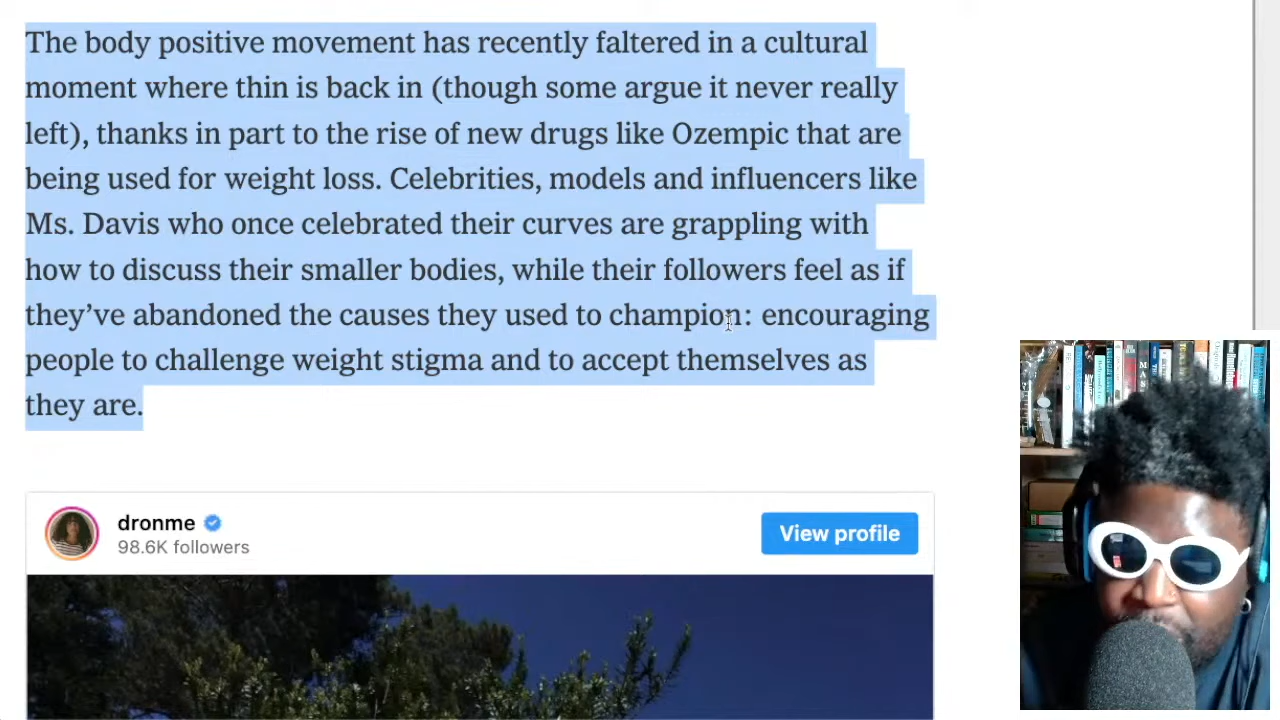 The body positive movement has recently faltered in a cultural
moment where thin is back in (though some argue it never really
left), thanks in part to the rise of new drugs like Ozempic that are
being used for weight loss. Celebrities, models and influencers like
Ms. Davis who once celebrated their curves are grappling with
how to discuss their smaller bodies, while their followers feel as if
they’ve abandoned the causes they used to champion: encouraging
people to challenge weight stigma and to accept themselves as
they are.
dronme
98.6K followers
View profile